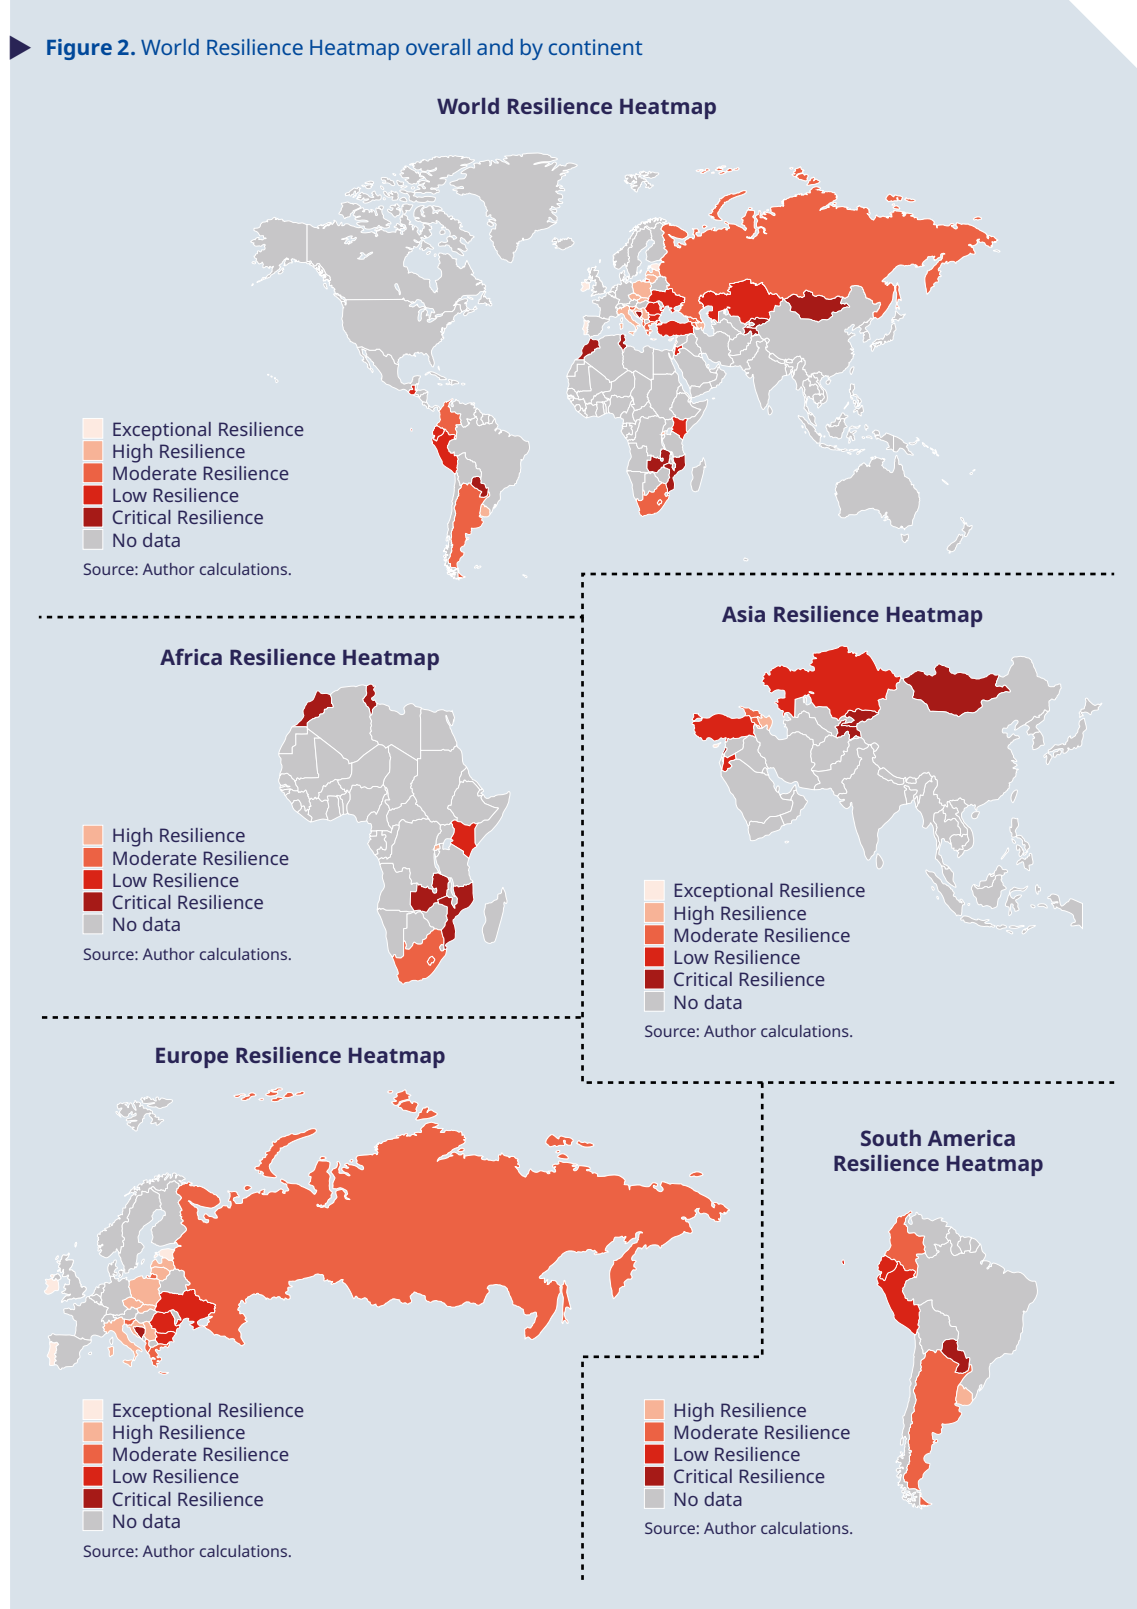 Figure 2. World Resilience Heatmap overall and by continent
World Resilience Heatmap
Exceptional Resilience
High Resilience
Moderate Resilience
Low Resilience
Critical Resilience
No data
Source: Author calculations.
Africa Resilience Heatmap
High Resilience
Moderate Resilience
Low Resilience
Critical Resilience
No data
Source: Author calculations.
Asia Resilience Heatmap
Exceptional Resilience
High Resilience
Moderate Resilience
Low Resilience
Critical Resilience
No data
Source: Author calculations.
Europe Resilience Heatmap
Exceptional Resilience
High Resilience
Moderate Resilience
Low Resilience
Critical Resilience
No data
Source: Author calculations.
South America
Resilience Heatmap
High Resilience
Moderate Resilience
Low Resilience
Critical Resilience
No data
Source: Author calculations.